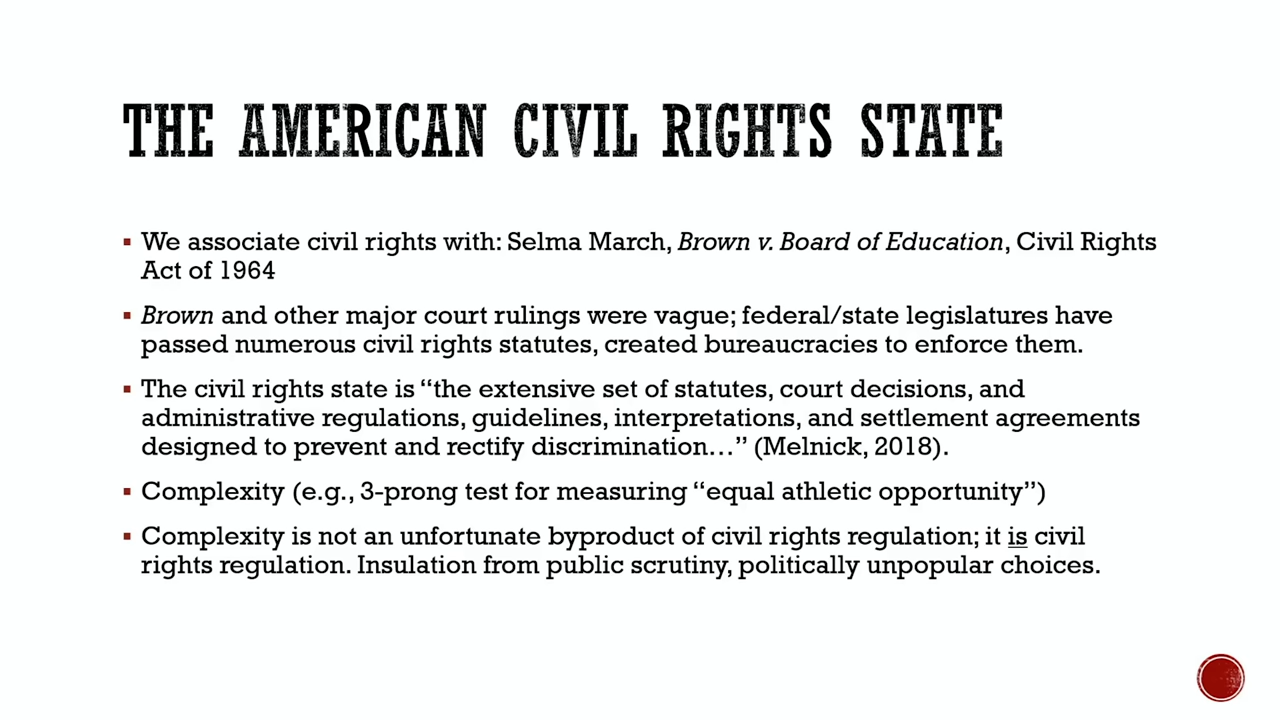 THE AMERICAN CIVIL RIGHTS STATE
▪ We associate civil rights with: Selma March, Brown v. Board of Education, Civil Rights
Act of 1964
▪ Brown and other major court rulings were vague; federal/state legislatures have
passed numerous civil rights statutes, created bureaucracies to enforce them.
▪ The civil rights state is “the extensive set of statutes, court decisions, and
administrative regulations, guidelines, interpretations, and settlement agreements
designed to prevent and rectify discrimination…” (Melnick, 2018).
▪ Complexity (e.g., 3-prong test for measuring “equal athletic opportunity”)
▪ Complexity is not an unfortunate byproduct of civil rights regulation; it is civil
rights regulation. Insulation from public scrutiny, politically unpopular choices.